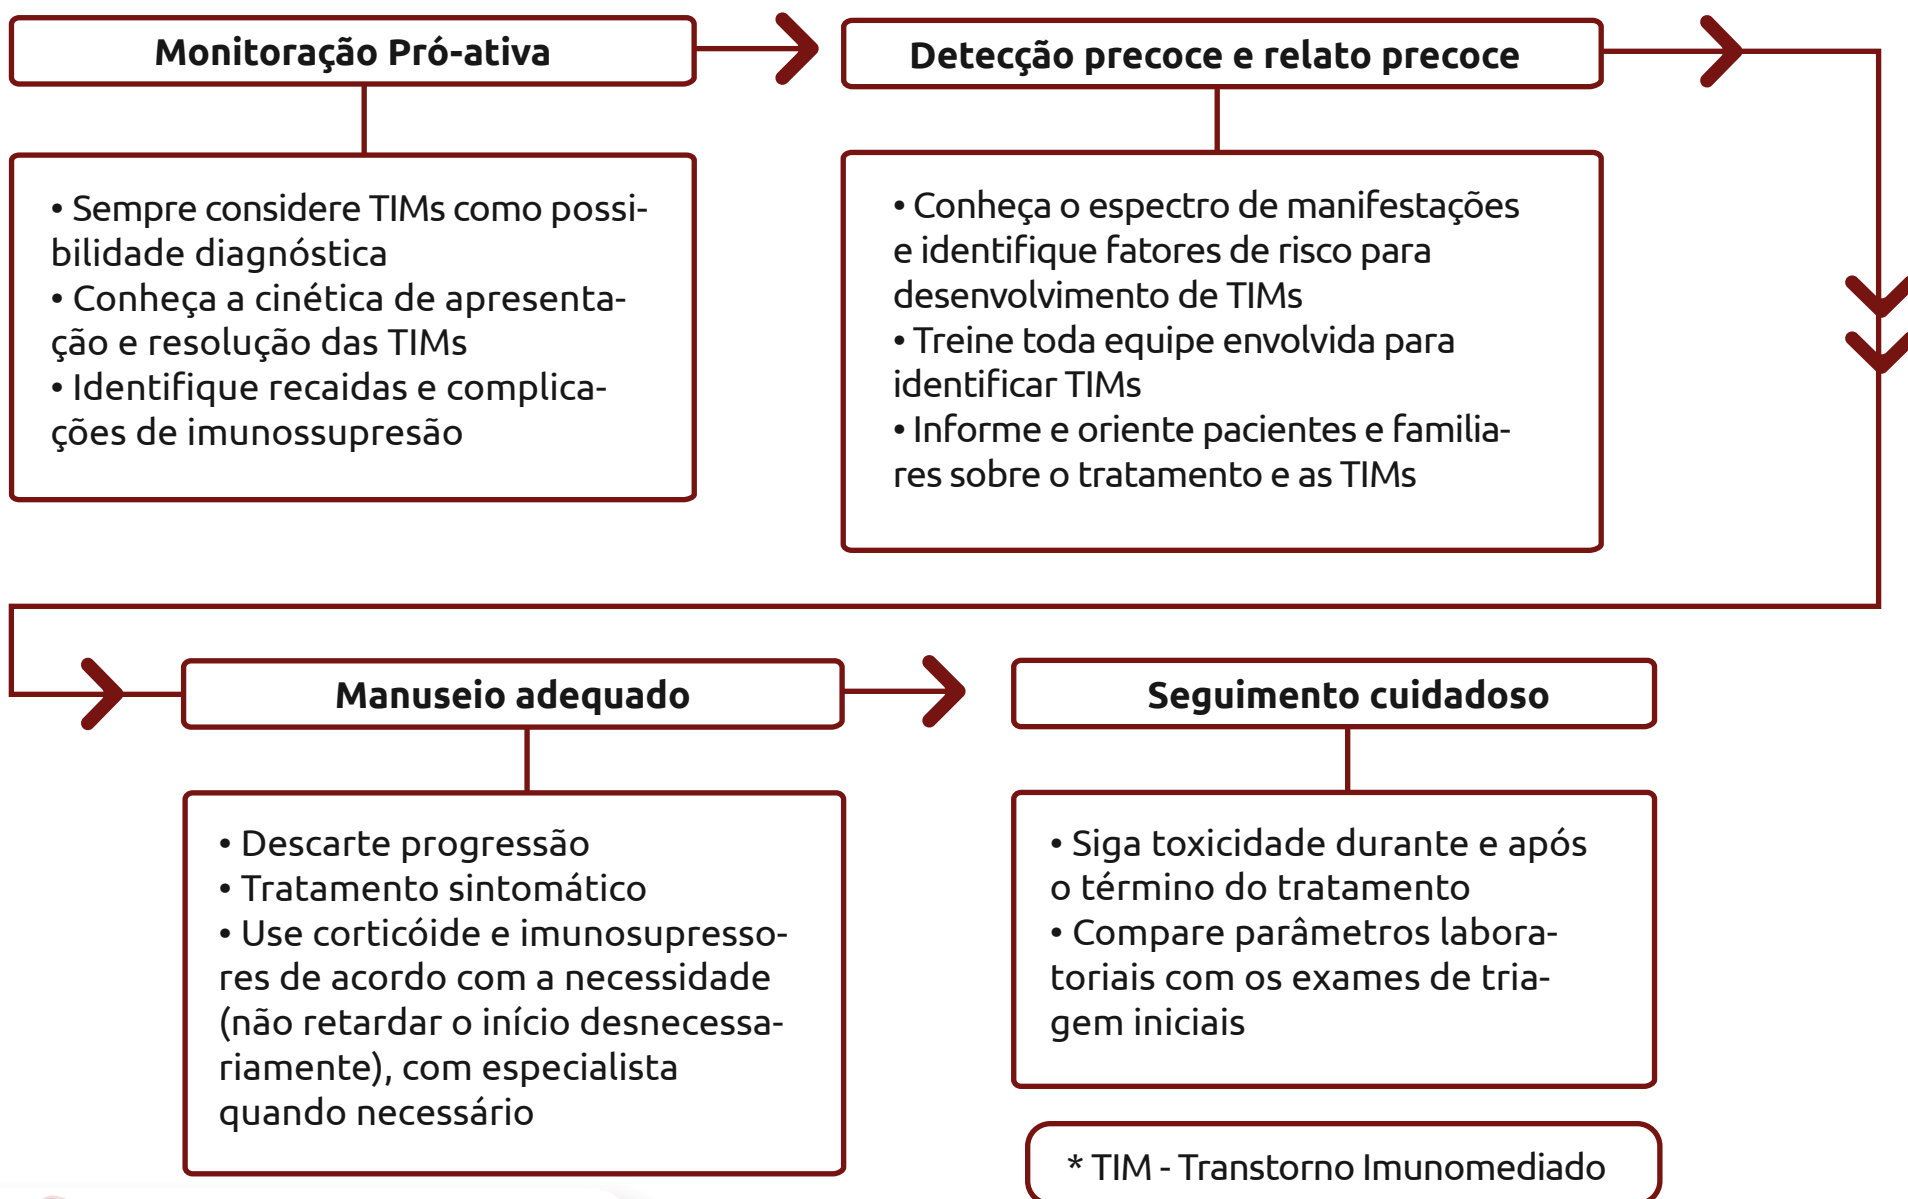 Monitoração Pró-ativa
• Sempre considere TIMs como possi-
bilidade diagnóstica
• Conheça a cinética de apresenta-
ção e resolução das TIMs
• Identifique recaidas e complica-
ções de imunossupresão
Detecção precoce e relato precoce
• Conheça o espectro de manifestações
e identifique fatores de risco para
desenvolvimento de TIMs
• Treine toda equipe envolvida para
identificar TIMs
• Informe e oriente pacientes e familia-
res sobre o tratamento e as TIMs
Manuseio adequado
• Descarte progressão
• Tratamento sintomático
• Use corticóide e imunosupresso-
res de acordo com a necessidade
(não retardar o início desnecessa-
riamente), com especialista
quando necessário
Seguimento cuidadoso
• Siga toxicidade durante e após
o término do tratamento
• Compare parâmetros labora-
toriais com os exames de tria-
gem iniciais
* TIM - Transtorno Imunomediado